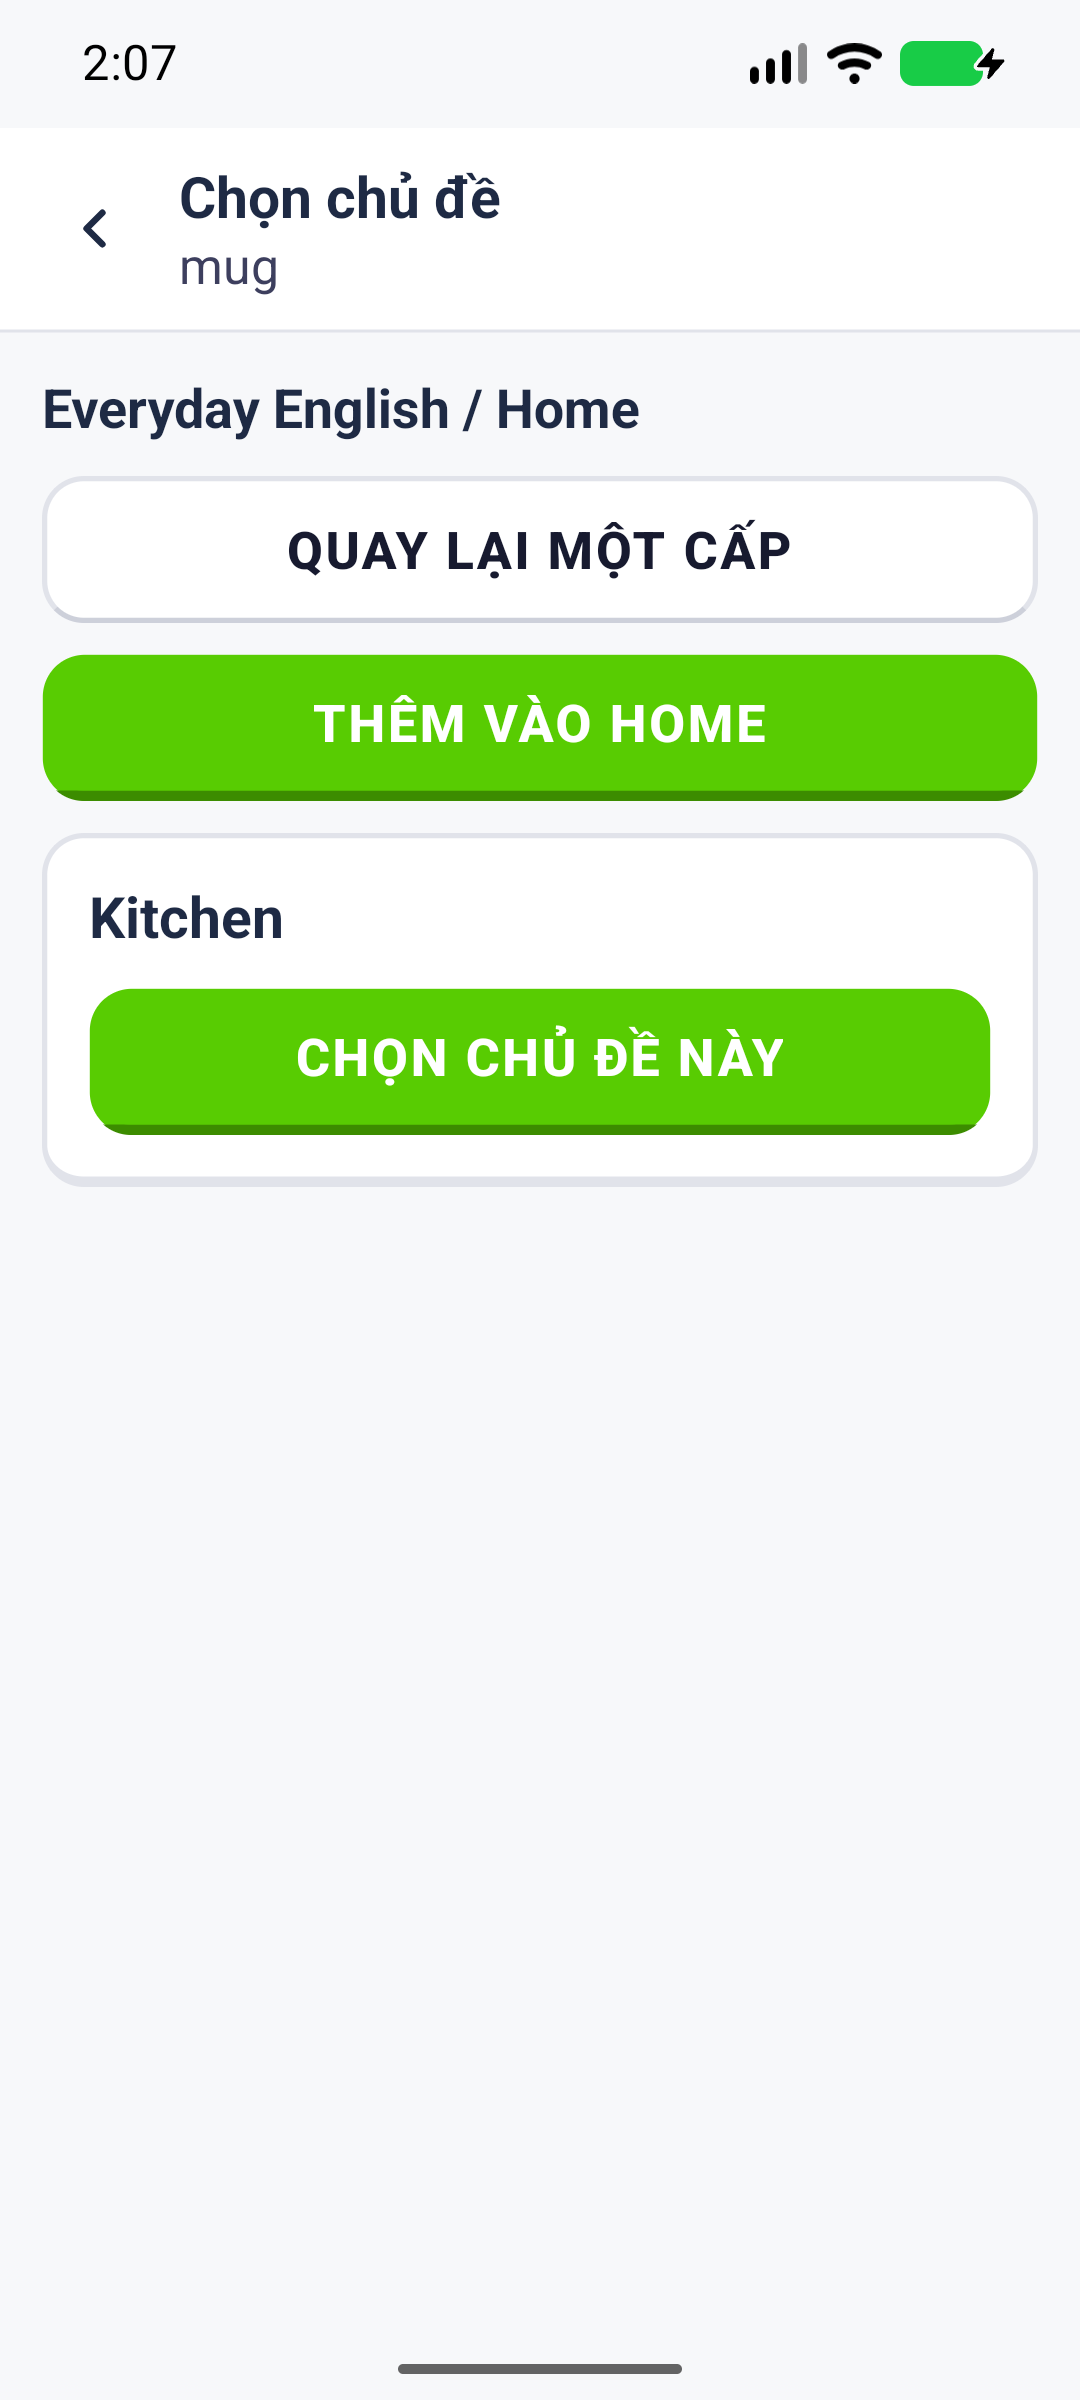 2:07
Chọn chủ đề
mug
Everyday English / Home
QUAY LẠI MỘT CẤP
THÊM VÀO HOME
Kitchen
CHỌN CHỦ ĐỀ NÀY